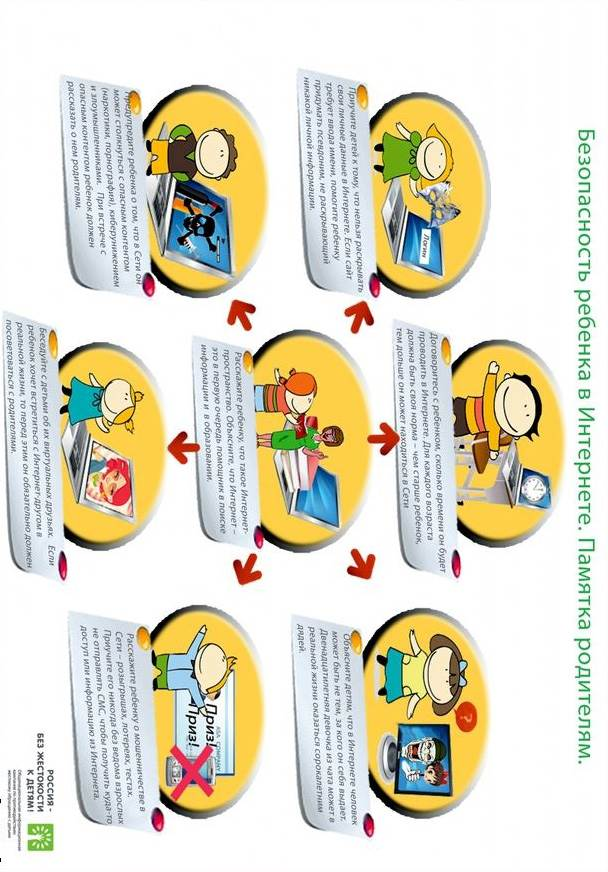 Безопасность ребенка в Интернете. Памятка родителям.
Логин
Приучите детей к тому, что нельзя раскрывать
свои личные данные в Интернете. Если сайт
требует ввода имени, помогите ребенку
придумать псевдоним, не раскрывающий
никакой личной информации.
Договоритесь с ребенком, сколько времени он будет
проводить в Интернете. Для каждого возраста
должна быть своя норма – чем старше ребенок,
тем дольше он может находиться в Сети
?
Объясните детям, что в Интернете человек
может быть не тем, за кого он себя выдает.
Двенадцатилетняя девочка из чата может в
реальной жизни оказаться сорокалетним
дядей.
Расскажите ребенку, что такое Интернет-
пространство. Объясните, что Интернет –
это в первую очередь помощник в поиске
информации и в образовании.
Предупредите ребенка о том, что в Сети он
может столкнуться с опасным контентом
(наркотики, порнография), киберунижением
и злоумышленниками. При встрече с
опасным контентом ребенок должен
рассказать о нем родителям.
Беседуйте с детьми об их виртуальных друзьях. Если
ребенок хочет встретиться с Интернет-другом в
реальной жизни, то перед этим он обязательно должен
посоветоваться с родителями.
Приз!
Приз!
Расскажите ребенку о мошенничестве в
Сети – розыгрышах, лотереях, тестах.
Приучите его никогда без ведома взрослых
не отправлять СМС, чтобы получить куда-то
доступ или информацию из Интернета.
РОССИЯ -
БЕЗ ЖЕСТОКОСТИ
К ДЕТЯМ!